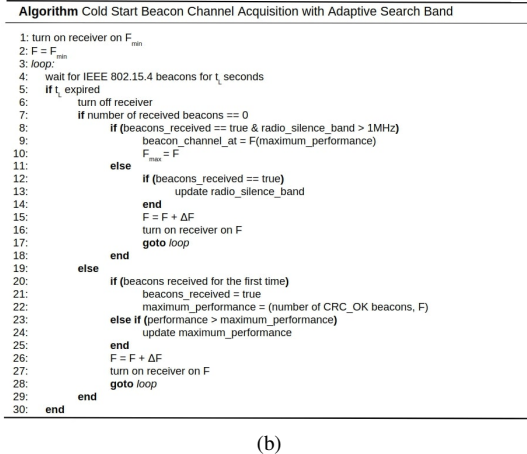 Algorithm Cold Start Beacon Channel Acquisition with Adaptive Search Band
1: turn on receiver on Fmin
2: F = Fmin
3: loop:
4: wait for IEEE 802.15.4 beacons for tL seconds
5: if tL expired
6: turn off receiver
7: if number of received beacons == 0
8: if (beacons_received == true & radio_silence_band > 1MHz)
9: beacon_channel_at = F(maximum_performance)
10: Fmax = F
11: else
12: if (beacons_received == true)
13: update radio_silence_band
14: end
15: F = F + ΔF
16: turn on receiver on F
17: goto loop
18: end
19: else
20: if (beacons received for the first time)
21: beacons_received = true
22: maximum_performance = (number of CRC_OK beacons, F)
23: else if (performance > maximum_performance)
24: update maximum_performance
25: end
26: F = F + ΔF
27: turn on receiver on F
28: goto loop
29: end
30: end
(b)